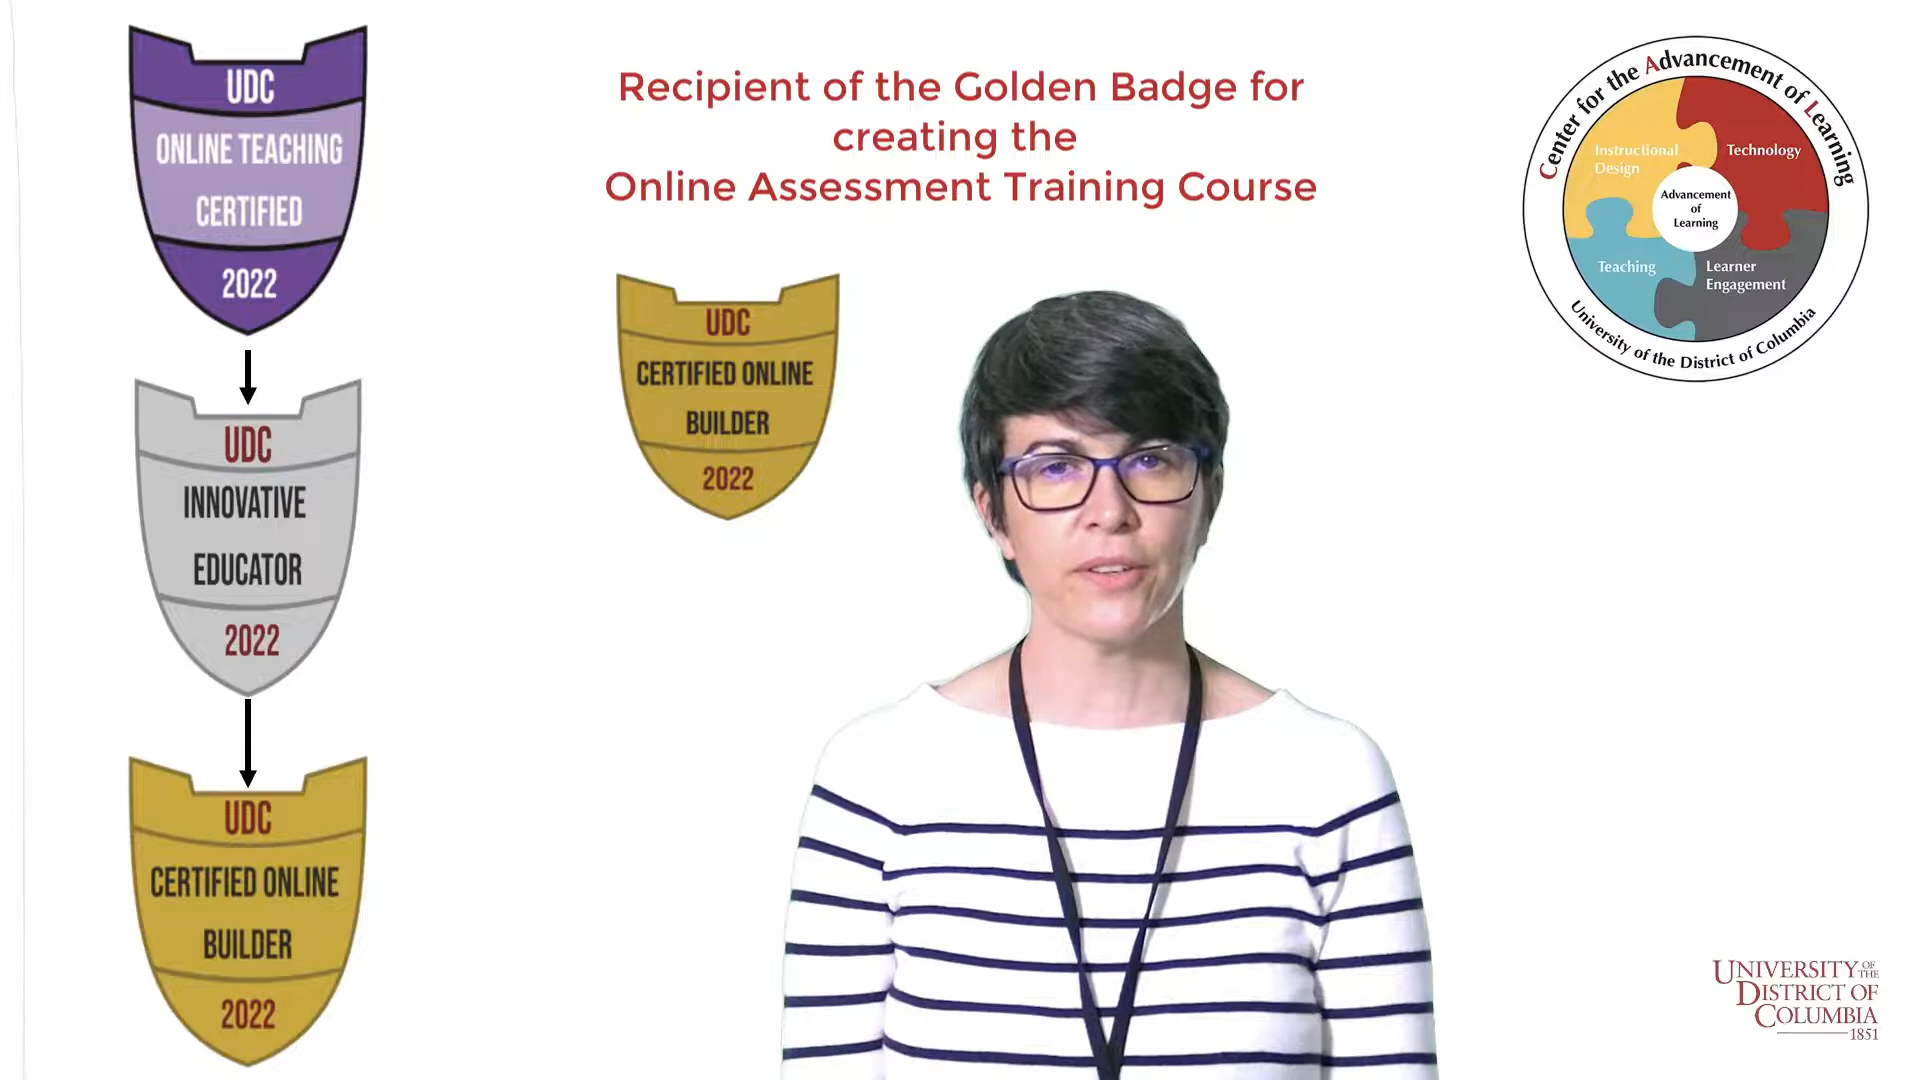 UDC
ONLINE TEACHING
CERTIFIED
2022
UDC
INNOVATIVE
EDUCATOR
2022
UDC
CERTIFIED ONLINE
BUILDER
2022
Recipient of the Golden Badge for
creating the
Online Assessment Training Course
UDC
CERTIFIED ONLINE
BUILDER
2022
Center for the Advancement of Learning
Instructional
Design
Technology
Advancement
of
Learning
Teaching
Learner
Engagement
University of the District of Columbia
UNIVERSITY OF THE
DISTRICT OF
COLUMBIA
1851